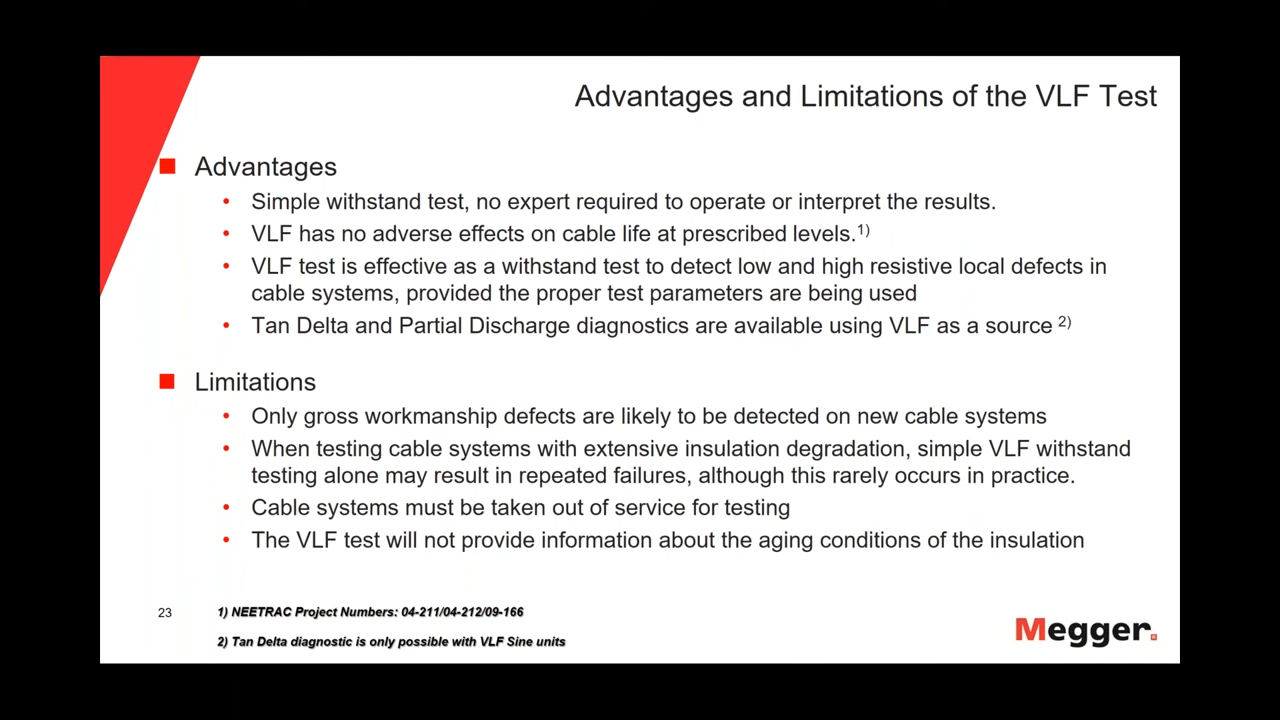 Advantages and Limitations of the VLF Test
Advantages
• Simple withstand test, no expert required to operate or interpret the results.
• VLF has no adverse effects on cable life at prescribed levels.1)
• VLF test is effective as a withstand test to detect low and high resistive local defects in
cable systems, provided the proper test parameters are being used
• Tan Delta and Partial Discharge diagnostics are available using VLF as a source 2)
Limitations
• Only gross workmanship defects are likely to be detected on new cable systems
• When testing cable systems with extensive insulation degradation, simple VLF withstand
testing alone may result in repeated failures, although this rarely occurs in practice.
• Cable systems must be taken out of service for testing
• The VLF test will not provide information about the aging conditions of the insulation
23
1) NEETRAC Project Numbers: 04-211/04-212/09-166
2) Tan Delta diagnostic is only possible with VLF Sine units
Megger.